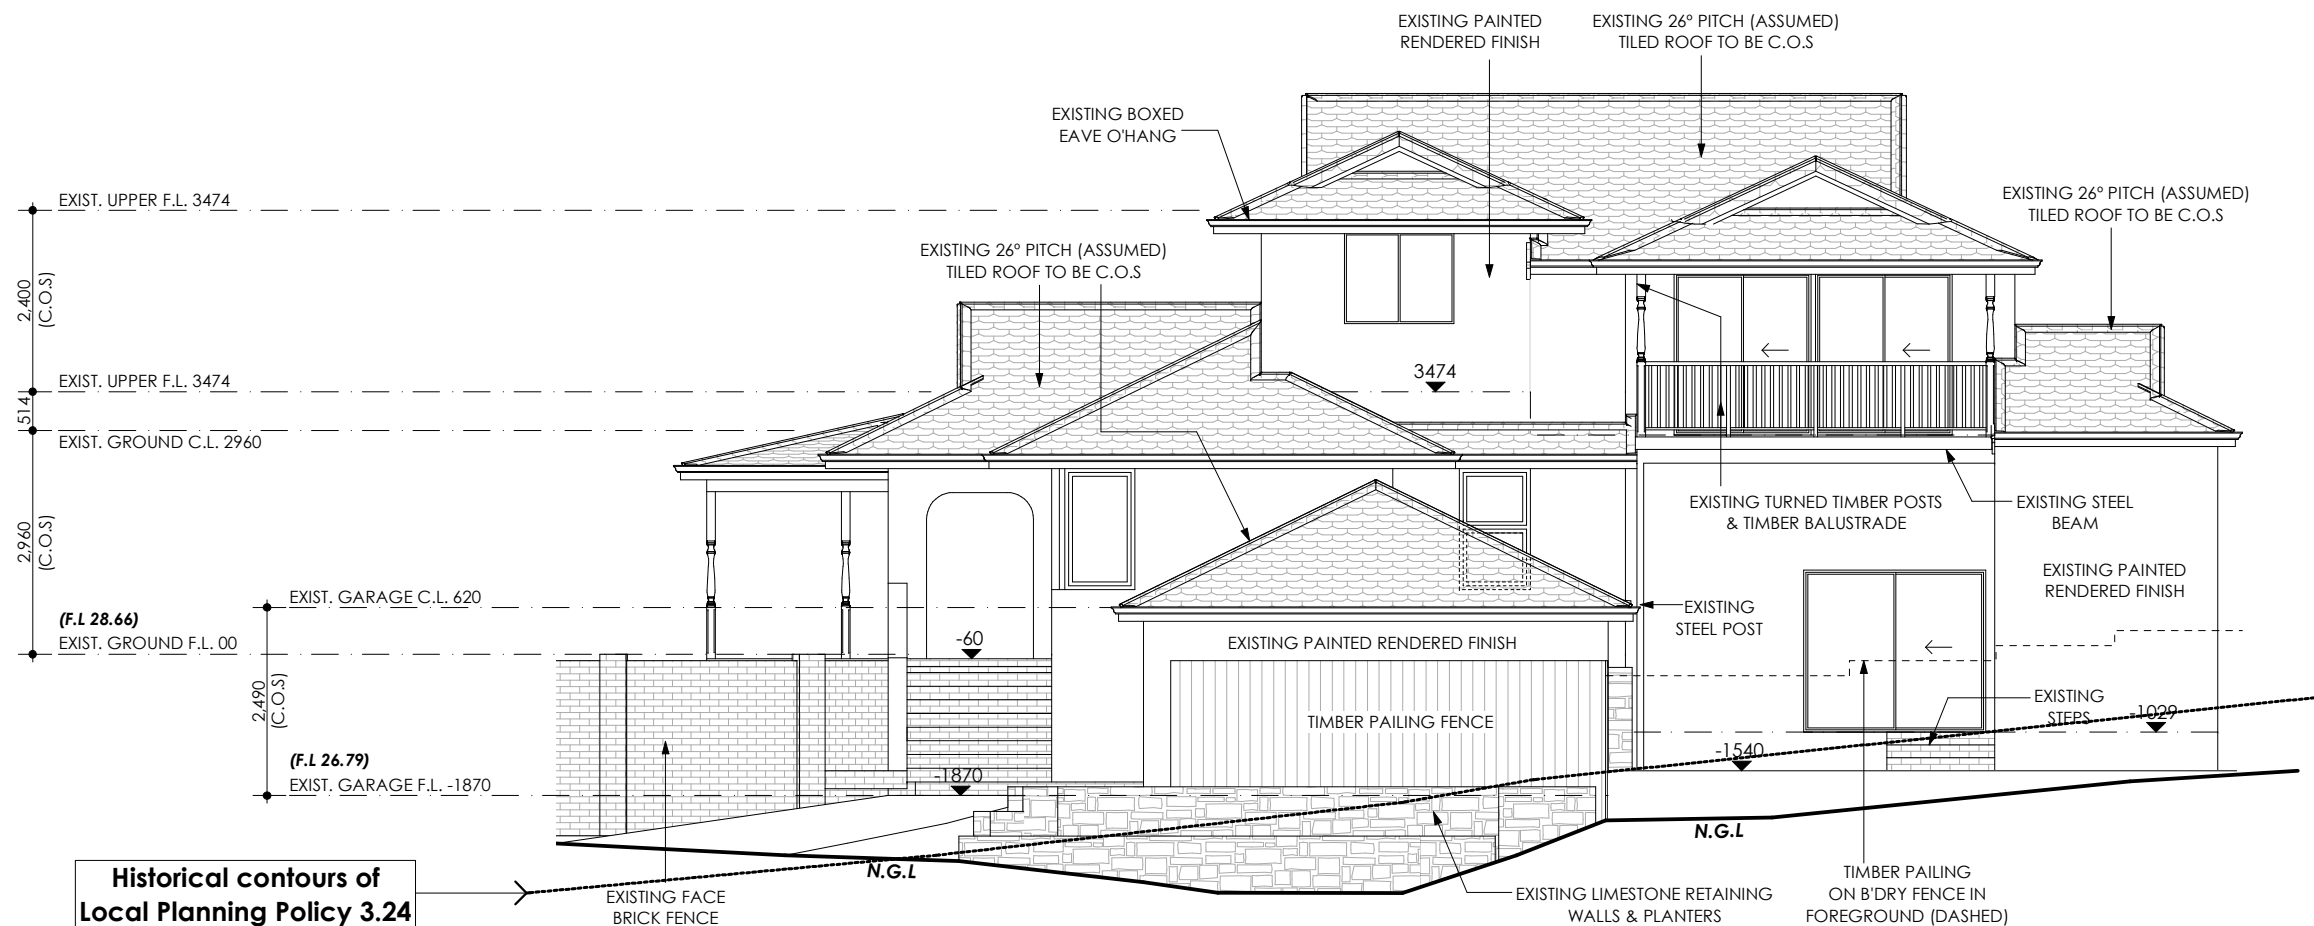 EXISTING PAINTED
RENDERED FINISH
EXISTING 26° PITCH (ASSUMED)
TILED ROOF TO BE C.O.S
EXISTING BOXED
EAVE O'HANG
EXIST. UPPER F.L. 3474
EXISTING 26° PITCH (ASSUMED)
TILED ROOF TO BE C.O.S
EXISTING 26° PITCH (ASSUMED)
TILED ROOF TO BE C.O.S
2,400
(C.O.S)
EXIST. UPPER F.L. 3474
3474
514
EXIST. GROUND C.L. 2960
2,960
(C.O.S)
EXISTING TURNED TIMBER POSTS
& TIMBER BALUSTRADE
EXISTING STEEL
BEAM
EXISTING PAINTED
RENDERED FINISH
EXIST. GARAGE C.L. 620
(F.L 28.66)
EXIST. GROUND F.L. 00
-60
EXISTING
STEEL POST
EXISTING PAINTED RENDERED FINISH
2,490
(C.O.S)
TIMBER PAILING FENCE
EXISTING
STEPS
-1029
-1540
(F.L 26.79)
EXIST. GARAGE F.L. -1870
-1870
N.G.L
N.G.L
Historical contours of
Local Planning Policy 3.24
EXISTING FACE
BRICK FENCE
EXISTING LIMESTONE RETAINING
WALLS & PLANTERS
TIMBER PAILING
ON B'DRY FENCE IN
FOREGROUND (DASHED)